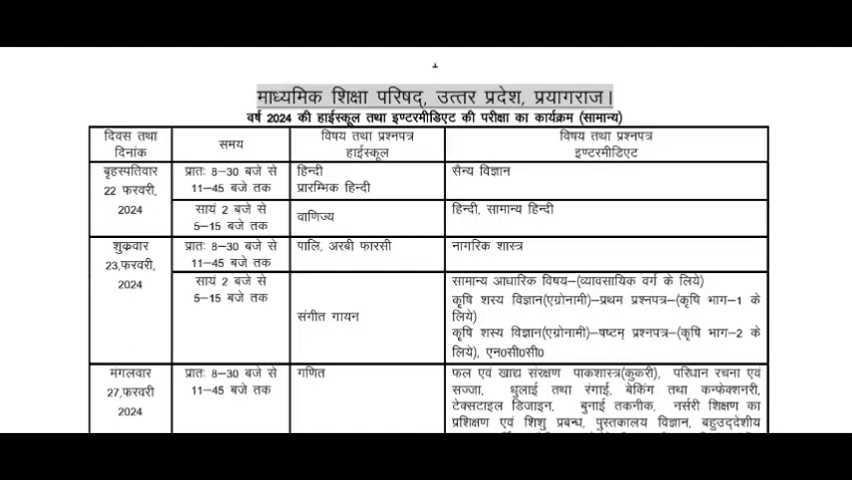 माध्यमिक शिक्षा परिषद्, उत्तर प्रदेश, प्रयागराज।
वर्ष 2024 की हाईस्कूल तथा इण्टरमीडिएट की परीक्षा का कार्यक्रम (सामान्य)
दिवस तथा
दिनांक
समय
विषय तथा प्रश्नपत्र
हाईस्कूल
विषय तथा प्रश्नपत्र
इण्टरमीडिएट
बृहस्पतिवार
22 फरवरी,
2024
प्रातः 8–30 बजे से
11–45 बजे तक
हिन्दी
प्रारम्भिक हिन्दी
सैन्य विज्ञान
सायं 2 बजे से
5–15 बजे तक
वाणिज्य
हिन्दी, सामान्य हिन्दी
शुक्रवार
23,फरवरी,
2024
प्रातः 8–30 बजे से
11–45 बजे तक
पालि, अरबी फारसी
नागरिक शास्त्र
सायं 2 बजे से
5–15 बजे तक
संगीत गायन
सामान्य आधारिक विषय–(व्यावसायिक वर्ग के लिये)
कृषि शस्य विज्ञान(एग्रोनामी)–प्रथम प्रश्नपत्र–(कृषि भाग–1 के
लिये)
कृषि शस्य विज्ञान(एग्रोनामी)–षष्टम् प्रश्नपत्र–(कृषि भाग–2 के
लिये), एन0सी0सी0
मंगलवार
27,फरवरी
2024
प्रातः 8–30 बजे से
11–45 बजे तक
गणित
फल एवं खाद्य संरक्षण पाकशास्त्र(कुकरी), परिधान रचना एवं
सज्जा, धुलाई तथा रंगाई, बेकिंग तथा कन्फेक्शनरी,
टेक्सटाइल डिजाइन, बुनाई तकनीक, नर्सरी शिक्षण का
प्रशिक्षण एवं शिशु प्रबन्ध, पुस्तकालय विज्ञान, बहुउद्देशीय